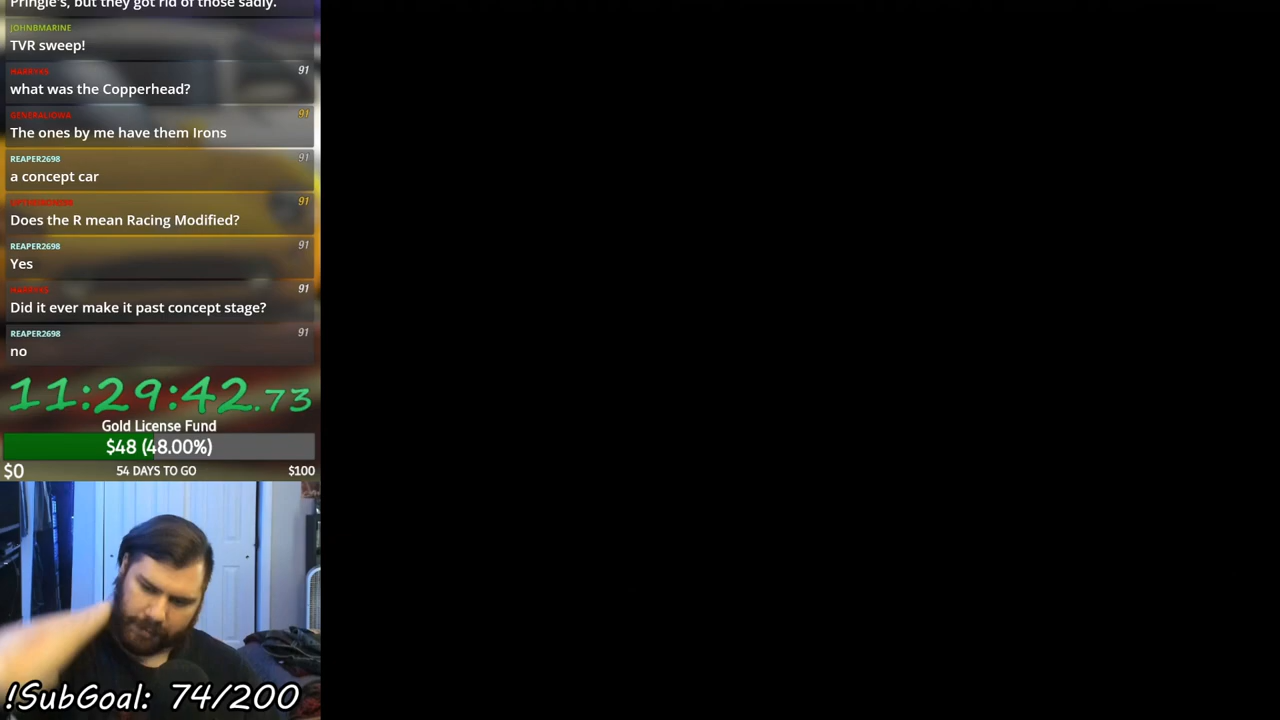 Pringle's, but they got rid of those sadly.
JOHNBMARINE
TVR sweep!
HARRYXS 91
what was the Copperhead?
GENERALIOWA 91
The ones by me have them Irons
REAPER2698 91
a concept car
91
Does the R mean Racing Modified?
REAPER2698 91
Yes
HARRYXS 91
Did it ever make it past concept stage?
REAPER2698 91
no
11:29:42.73
Gold License Fund
$48 (48.00%)
$0 54 DAYS TO GO $100
!SubGoal: 74/200